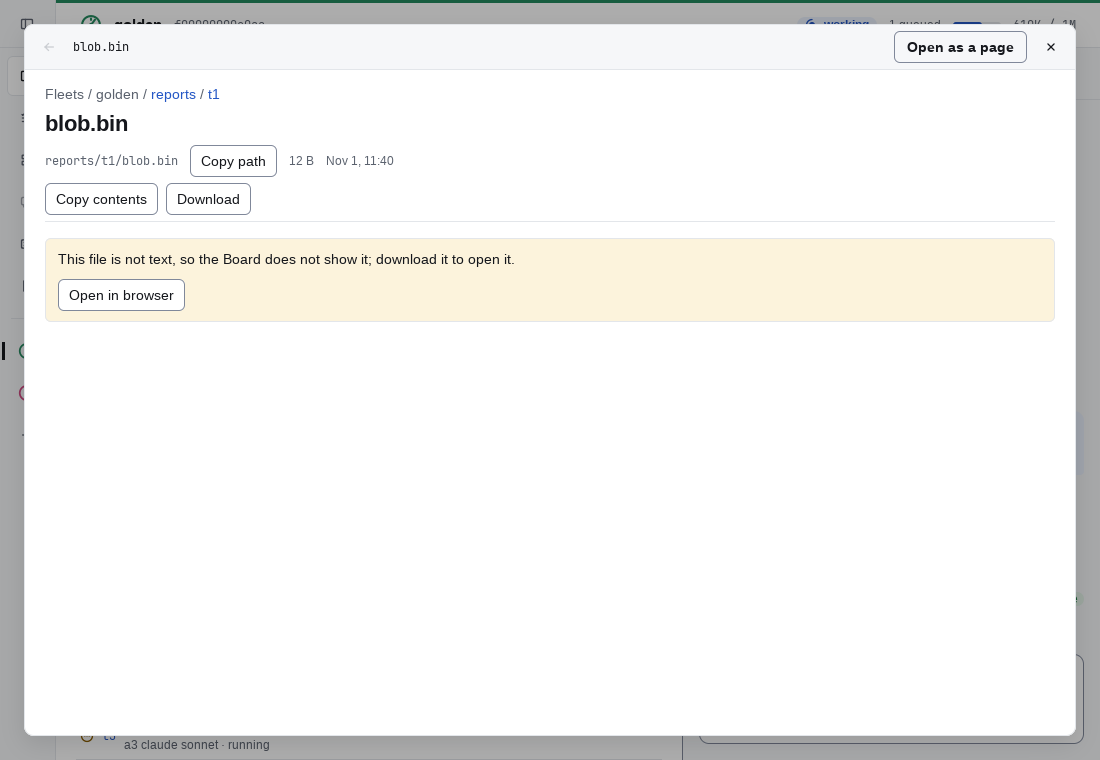 blob.bin
Open as a page
Fleets / golden / reports / t1
blob.bin
reports/t1/blob.bin
Copy path
12 B
Nov 1, 11:40
Copy contents
Download
This file is not text, so the Board does not show it; download it to open it.
Open in browser
a3 claude sonnet · running